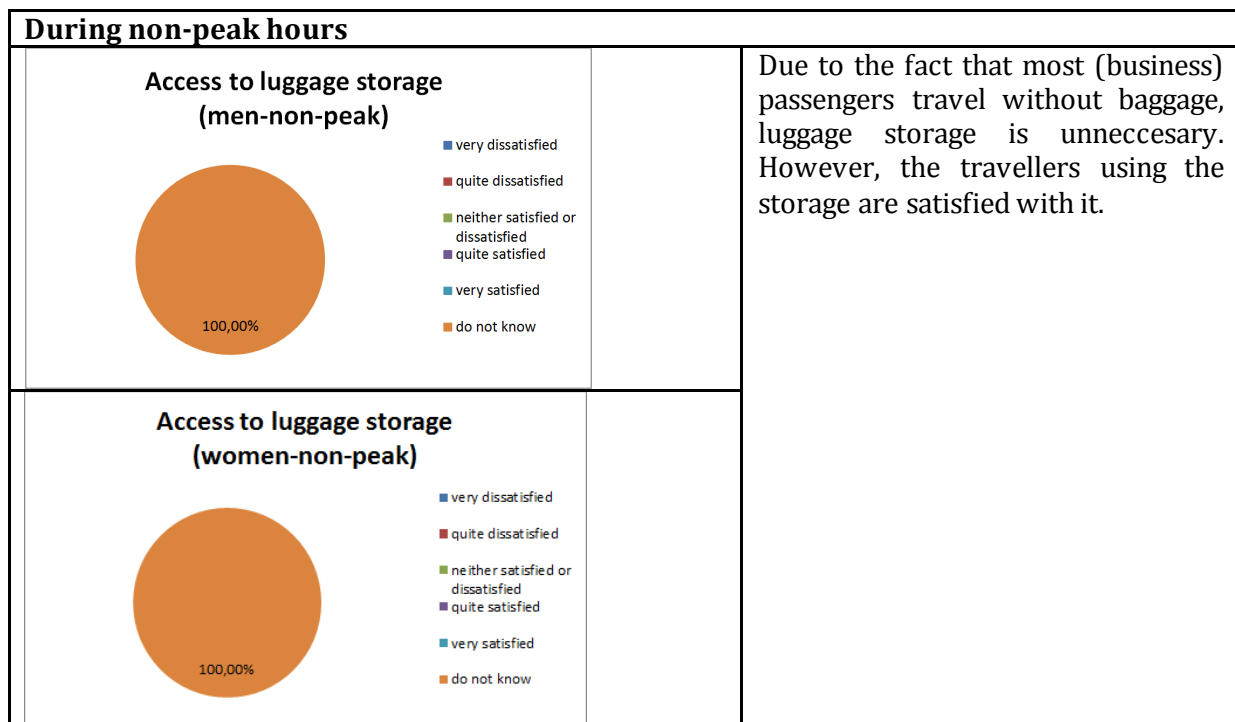 During non-peak hours
Access to luggage storage
(men-non-peak)
very dissatisfied
quite dissatisfied
neither satisfied or
dissatisfied
quite satisfied
very satisfied
do not know
100,00%
Due to the fact that most (business)
passengers travel without baggage,
luggage storage is unneccesary.
However, the travellers using the
storage are satisfied with it.
Access to luggage storage
(women-non-peak)
very dissatisfied
quite dissatisfied
neither satisfied or
dissatisfied
quite satisfied
very satisfied
do not know
100,00%